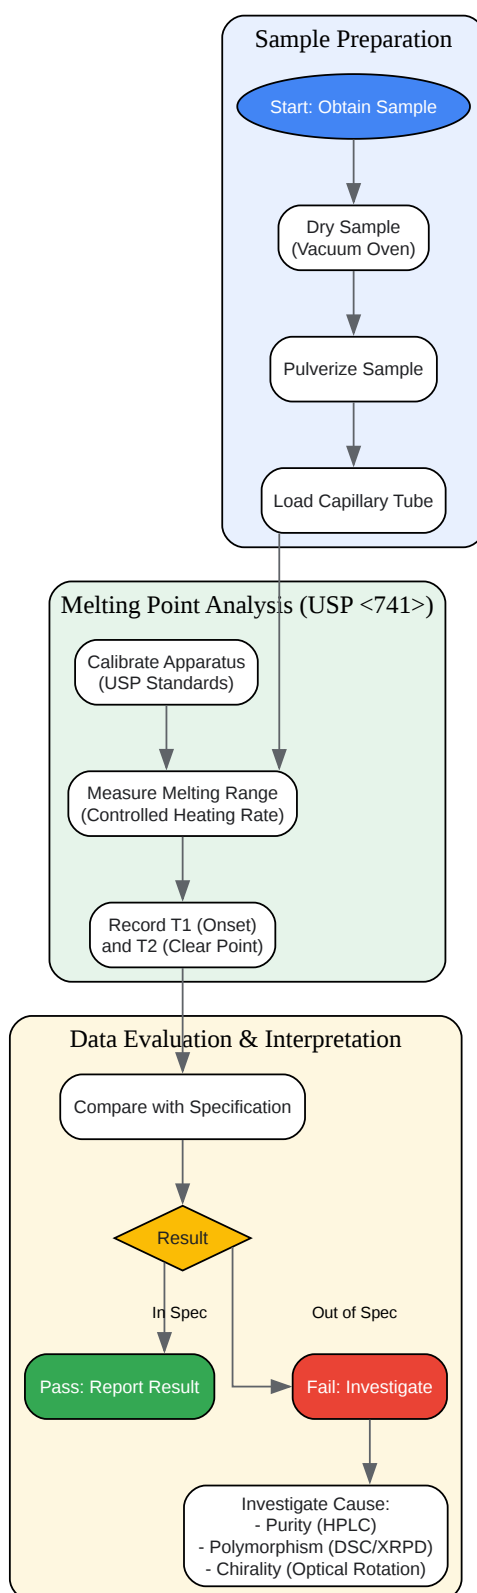 Sample Preparation
Start: Obtain Sample
Dry Sample
(Vacuum Oven)
Pulverize Sample
Load Capillary Tube
Melting Point Analysis (USP <741>)
Calibrate Apparatus
(USP Standards)
Measure Melting Range
(Controlled Heating Rate)
Record T1 (Onset)
and T2 (Clear Point)
Data Evaluation & Interpretation
Compare with Specification
Result
In Spec
Out of Spec
Pass: Report Result
Fail: Investigate
Investigate Cause:
- Purity (HPLC)
- Polymorphism (DSC/XRPD)
- Chirality (Optical Rotation)